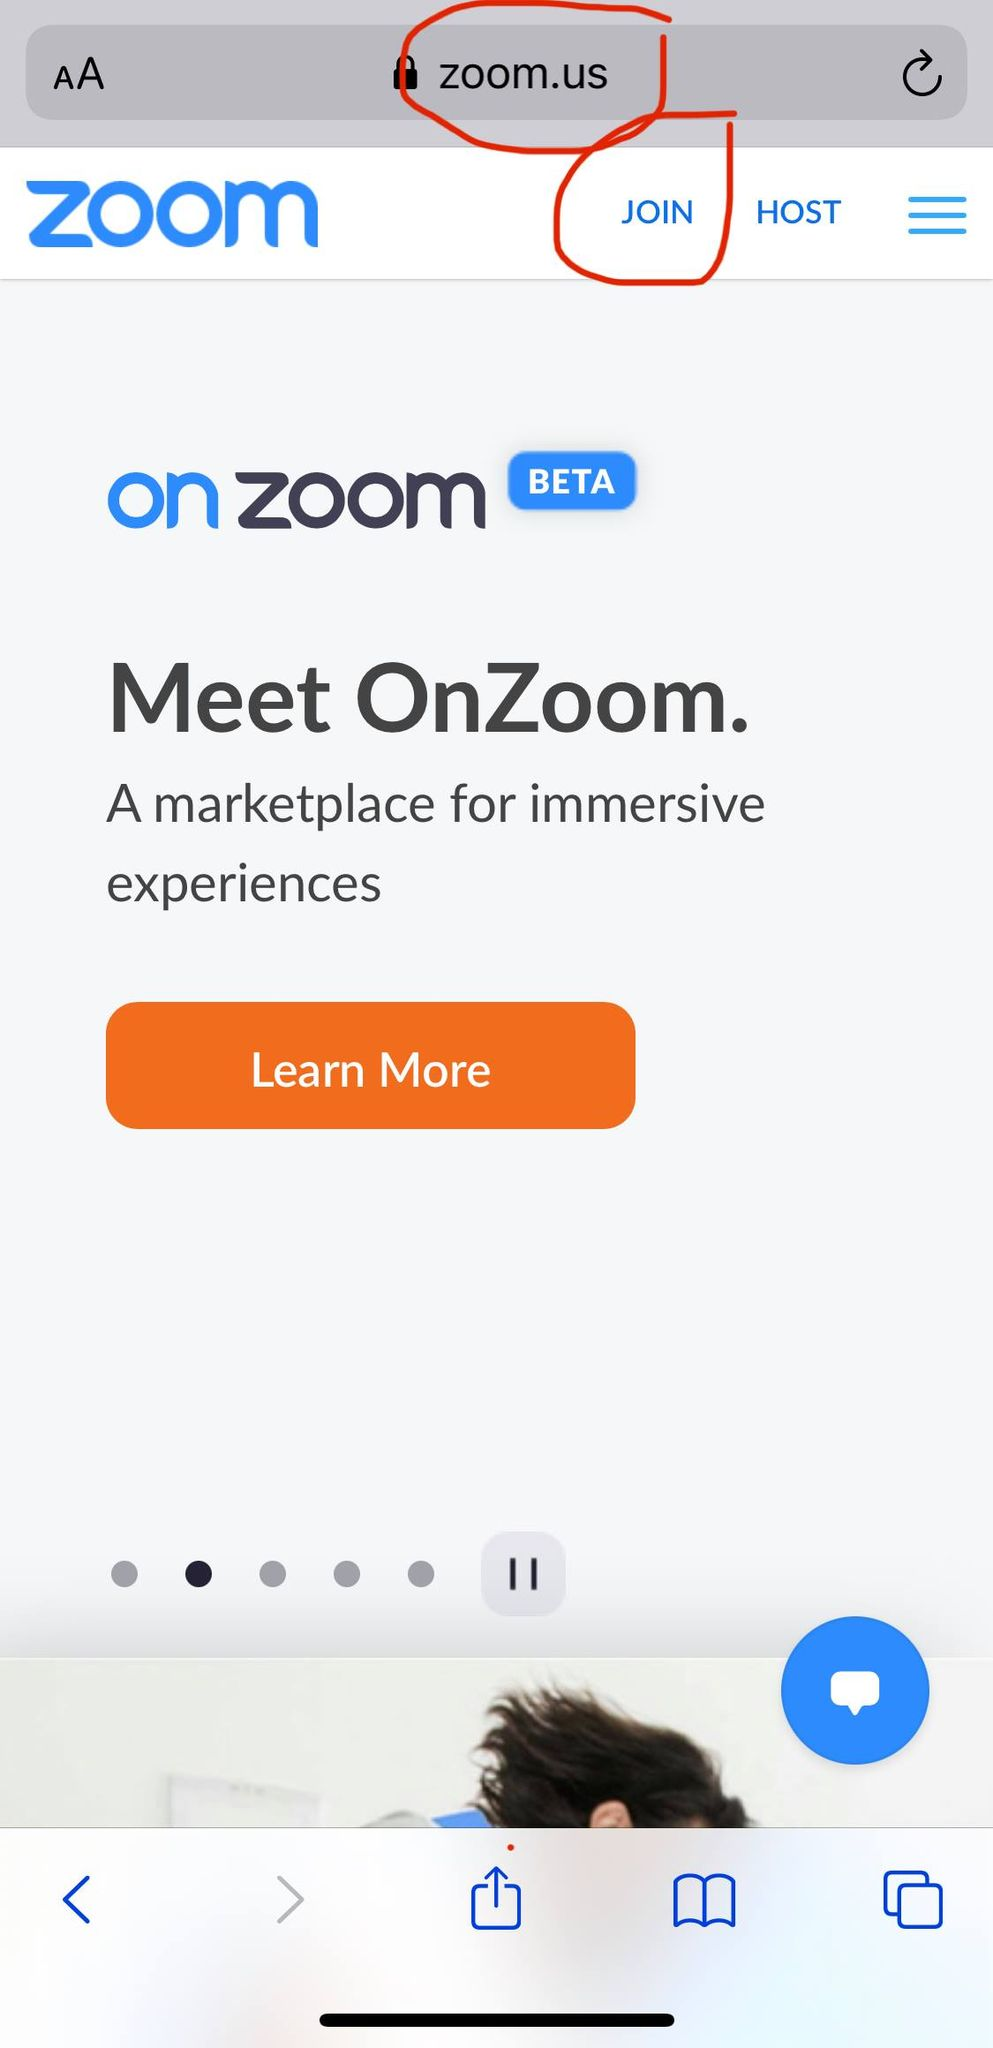 AA zoom.us
zoom JOIN HOST
on zoom BETA
Meet OnZoom.
A marketplace for immersive
experiences
Learn More